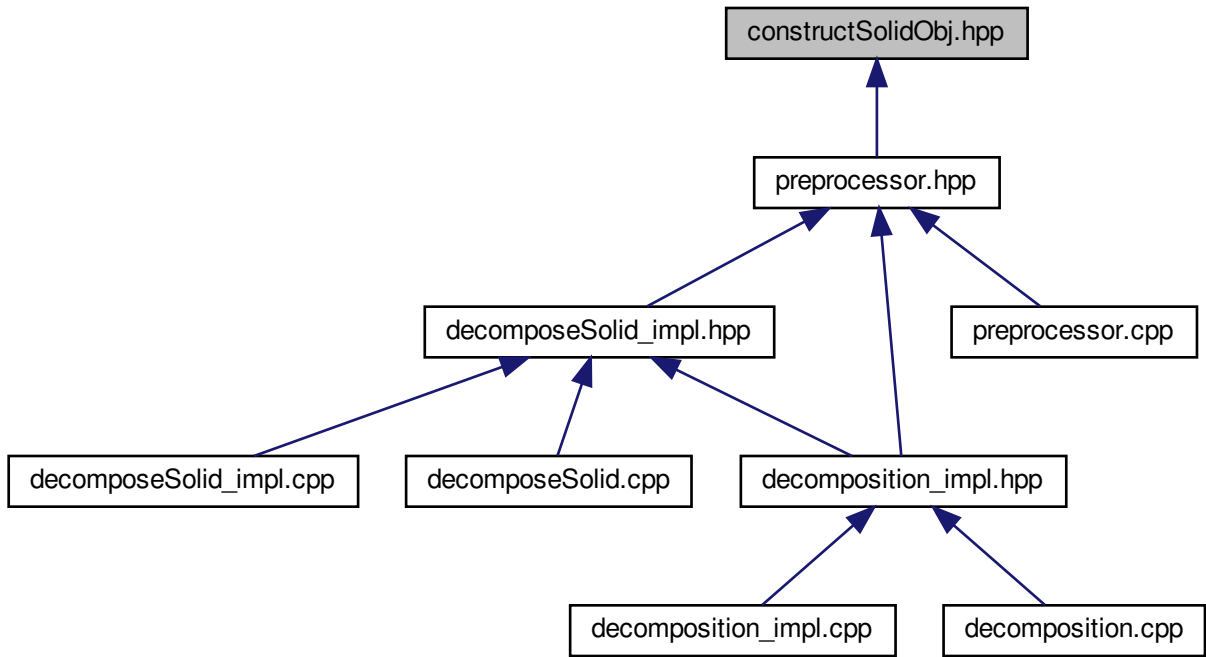 constructSolidObj.hpp
preprocessor.hpp
decomposeSolid_impl.hpp
preprocessor.cpp
decomposeSolid_impl.cpp
decomposeSolid.cpp
decomposition_impl.hpp
decomposition_impl.cpp
decomposition.cpp